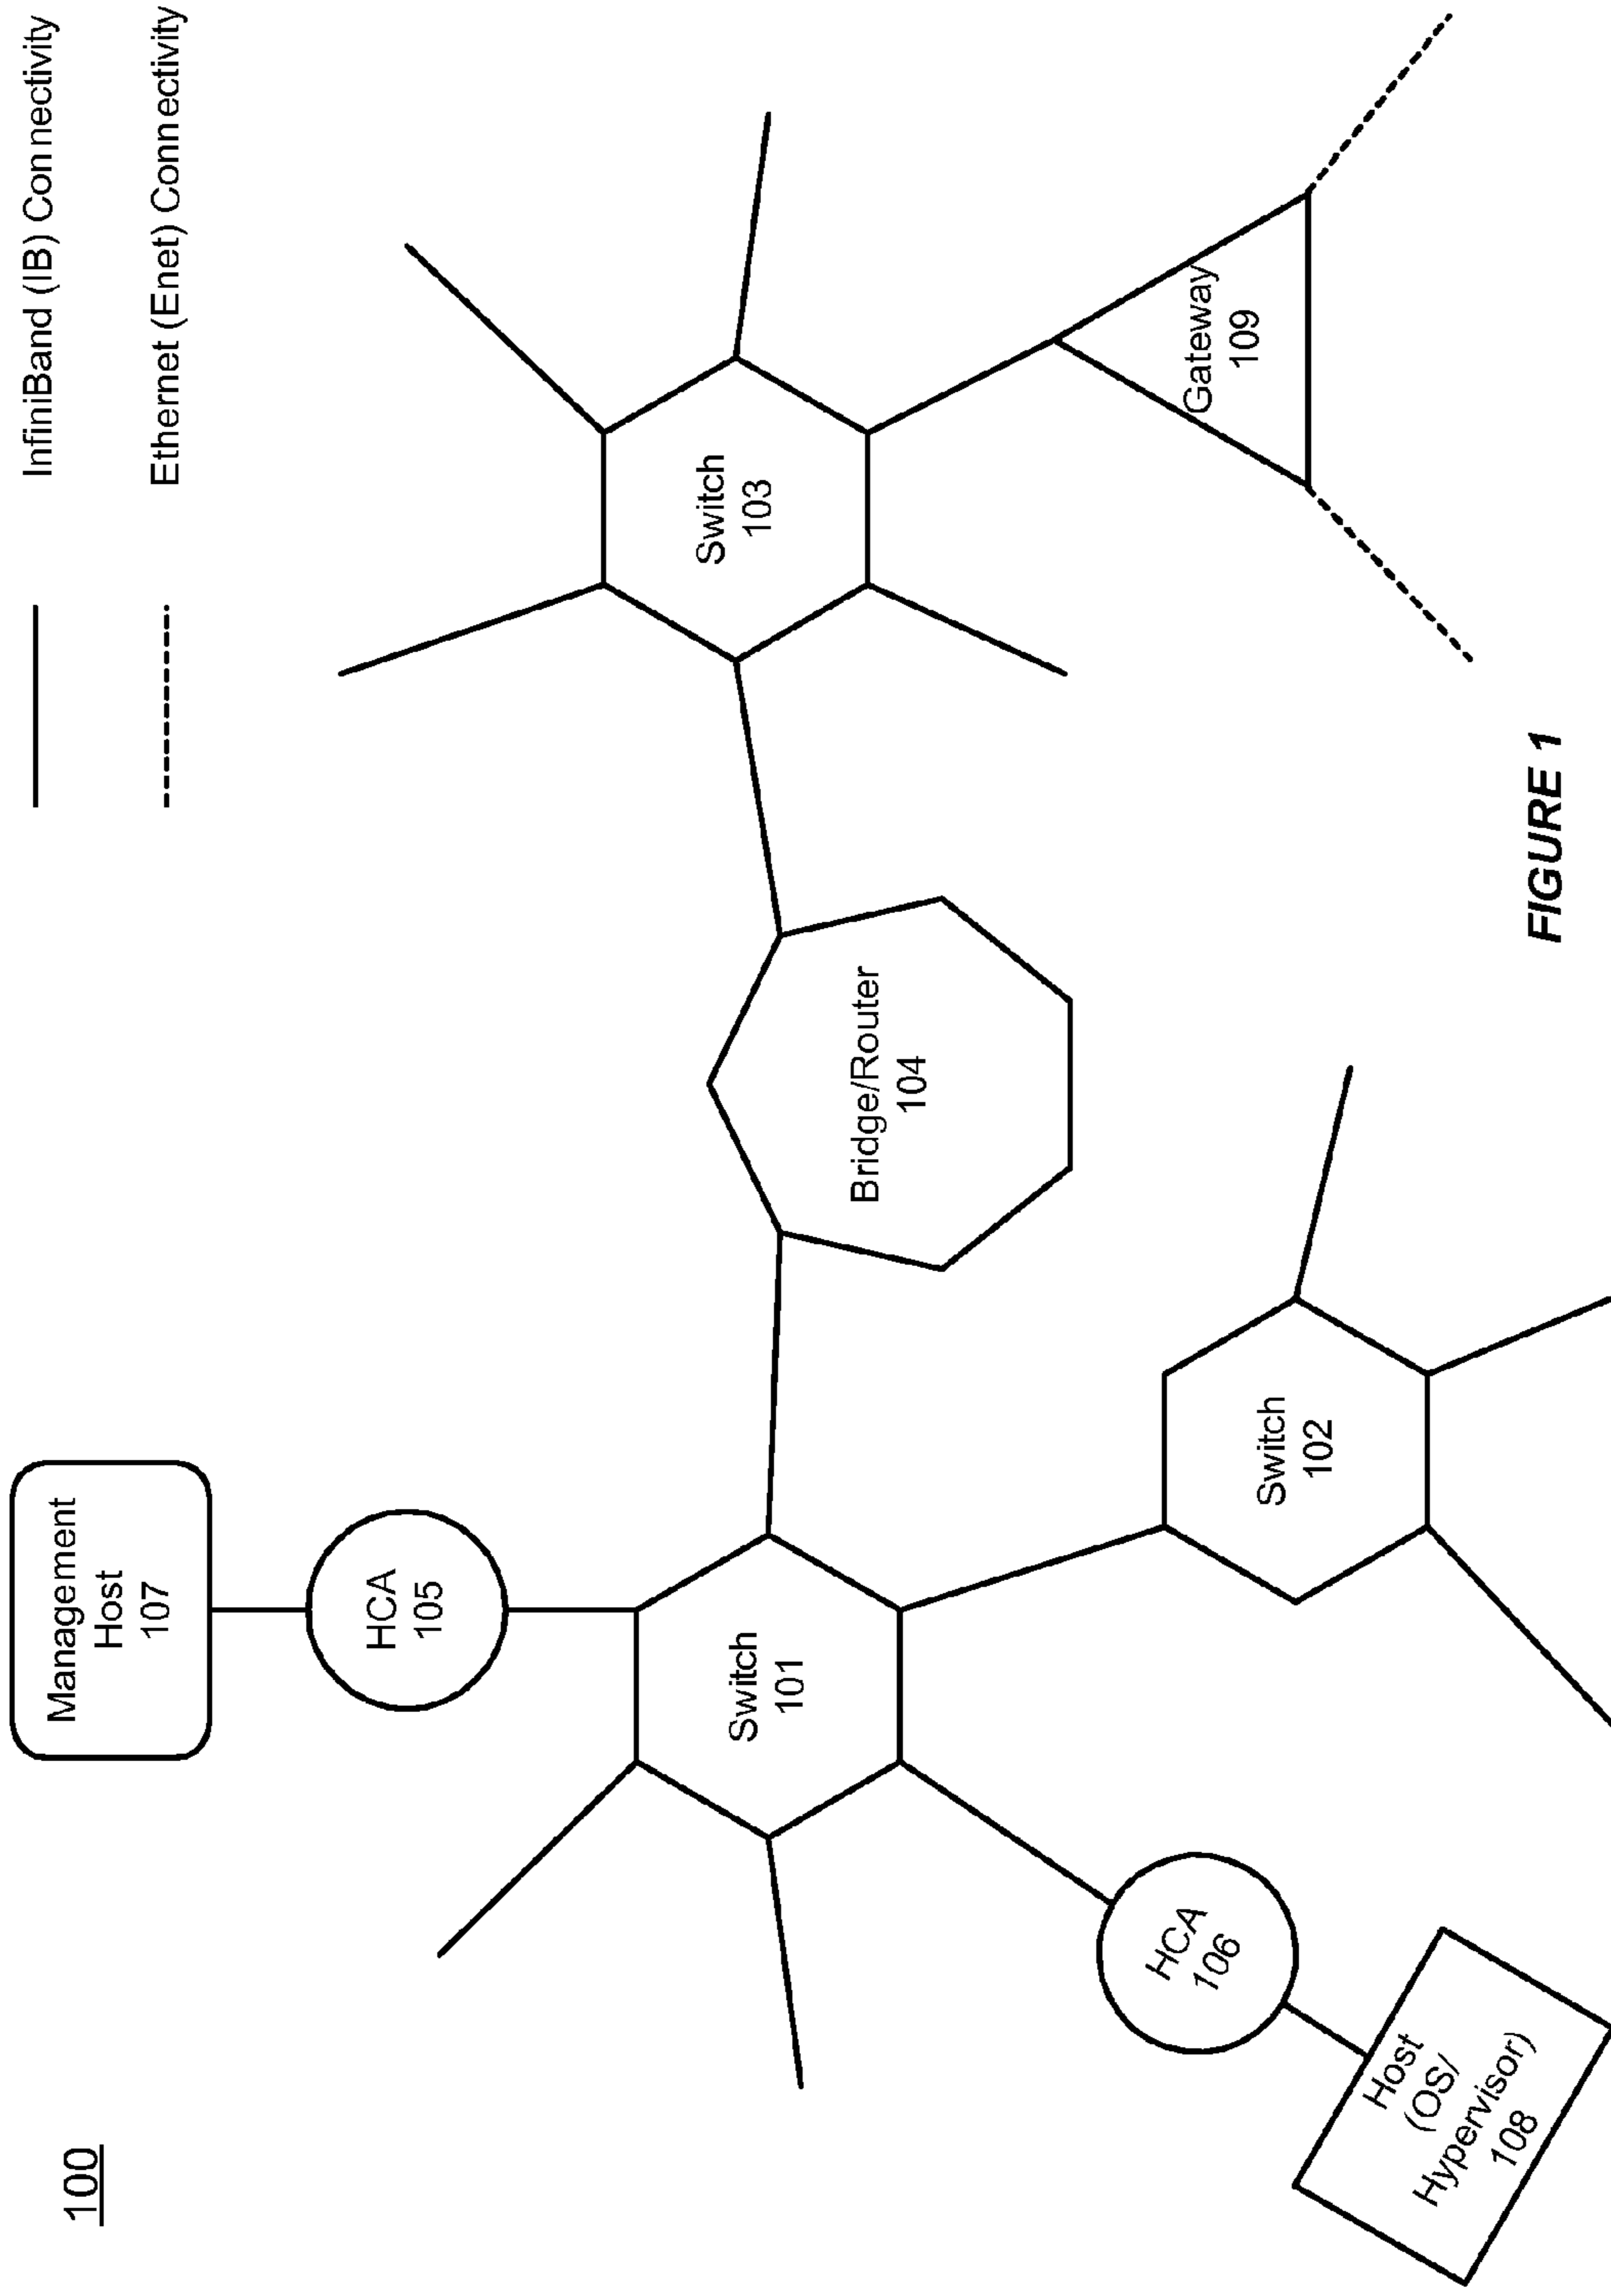 100
InfiniBand (IB) Connectivity
Ethernet (Enet) Connectivity
Management
Host
107
HCA
105
Switch
101
Bridge/Router
104
Switch
103
HCA
106
Switch
102
Gateway
109
Host
(OS/
Hypervisor)
108
FIGURE 1